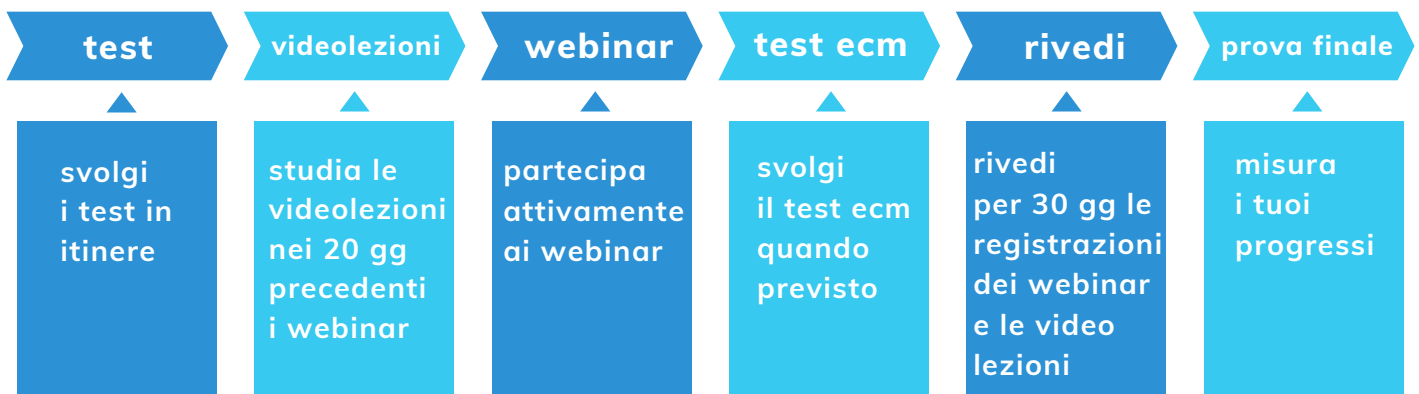 test
videolezioni
webinar
test ecm
rivedi
prova finale
svolgi
i test in
itinere
studia le
videolezioni
nei 20 gg
precedenti
i webinar
partecipa
attivamente
ai webinar
svolgi
il test ecm
quando
previsto
rivedi
per 30 gg le
registrazioni
dei webinar
e le video
lezioni
misura
i tuoi
progressi